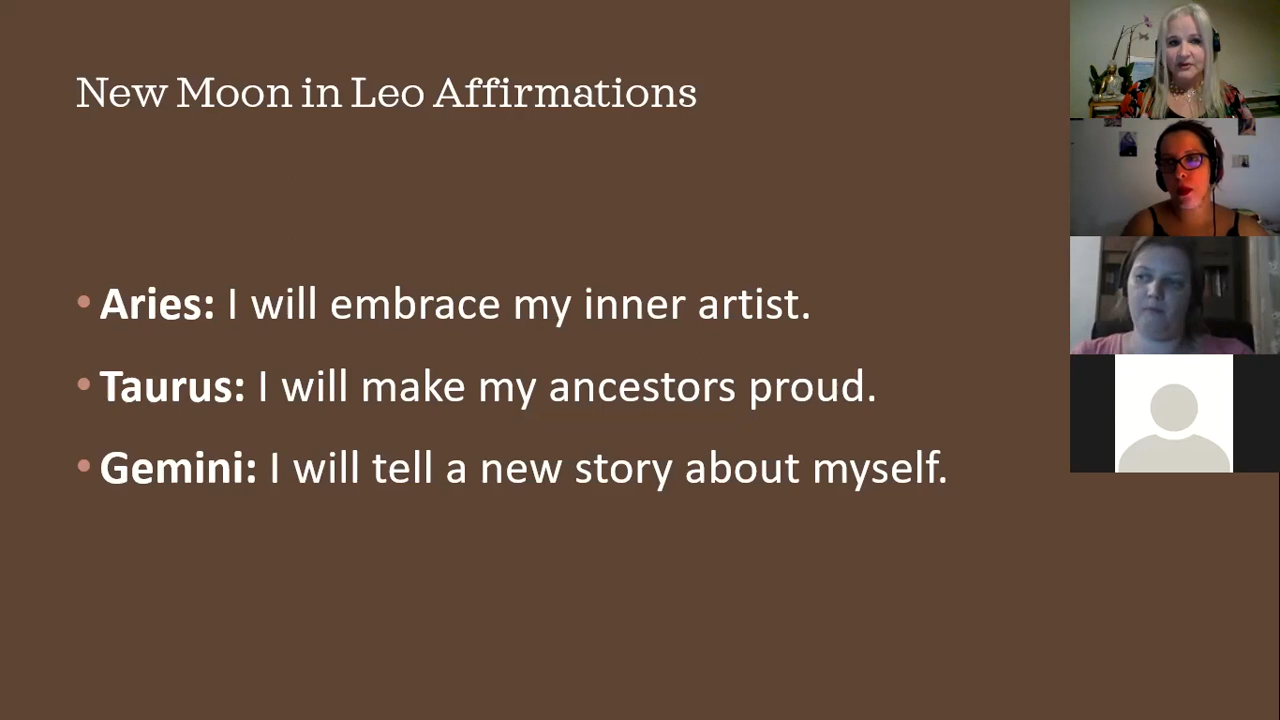 New Moon in Leo Affirmations
• Aries: I will embrace my inner artist.
• Taurus: I will make my ancestors proud.
• Gemini: I will tell a new story about myself.